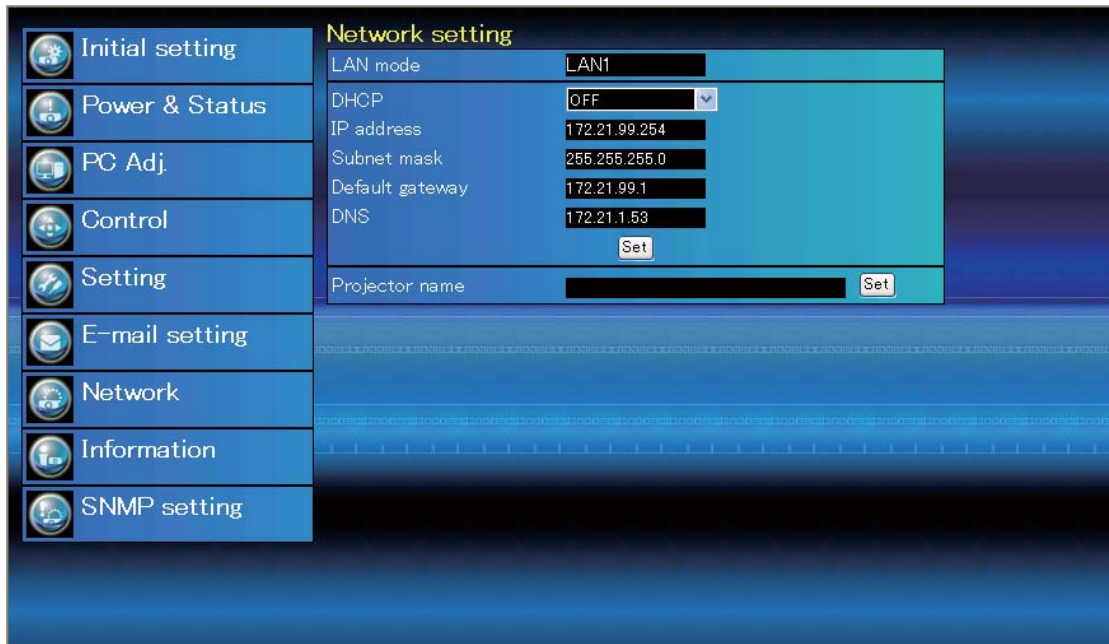 Initial setting
Power & Status
PC Adj.
Control
Setting
E-mail setting
Network
Information
SNMP setting
Network setting
LAN mode LAN1
DHCP OFF
IP address 172.21.99.254
Subnet mask 255.255.255.0
Default gateway 172.21.99.1
DNS 172.21.1.53
Set
Projector name Set